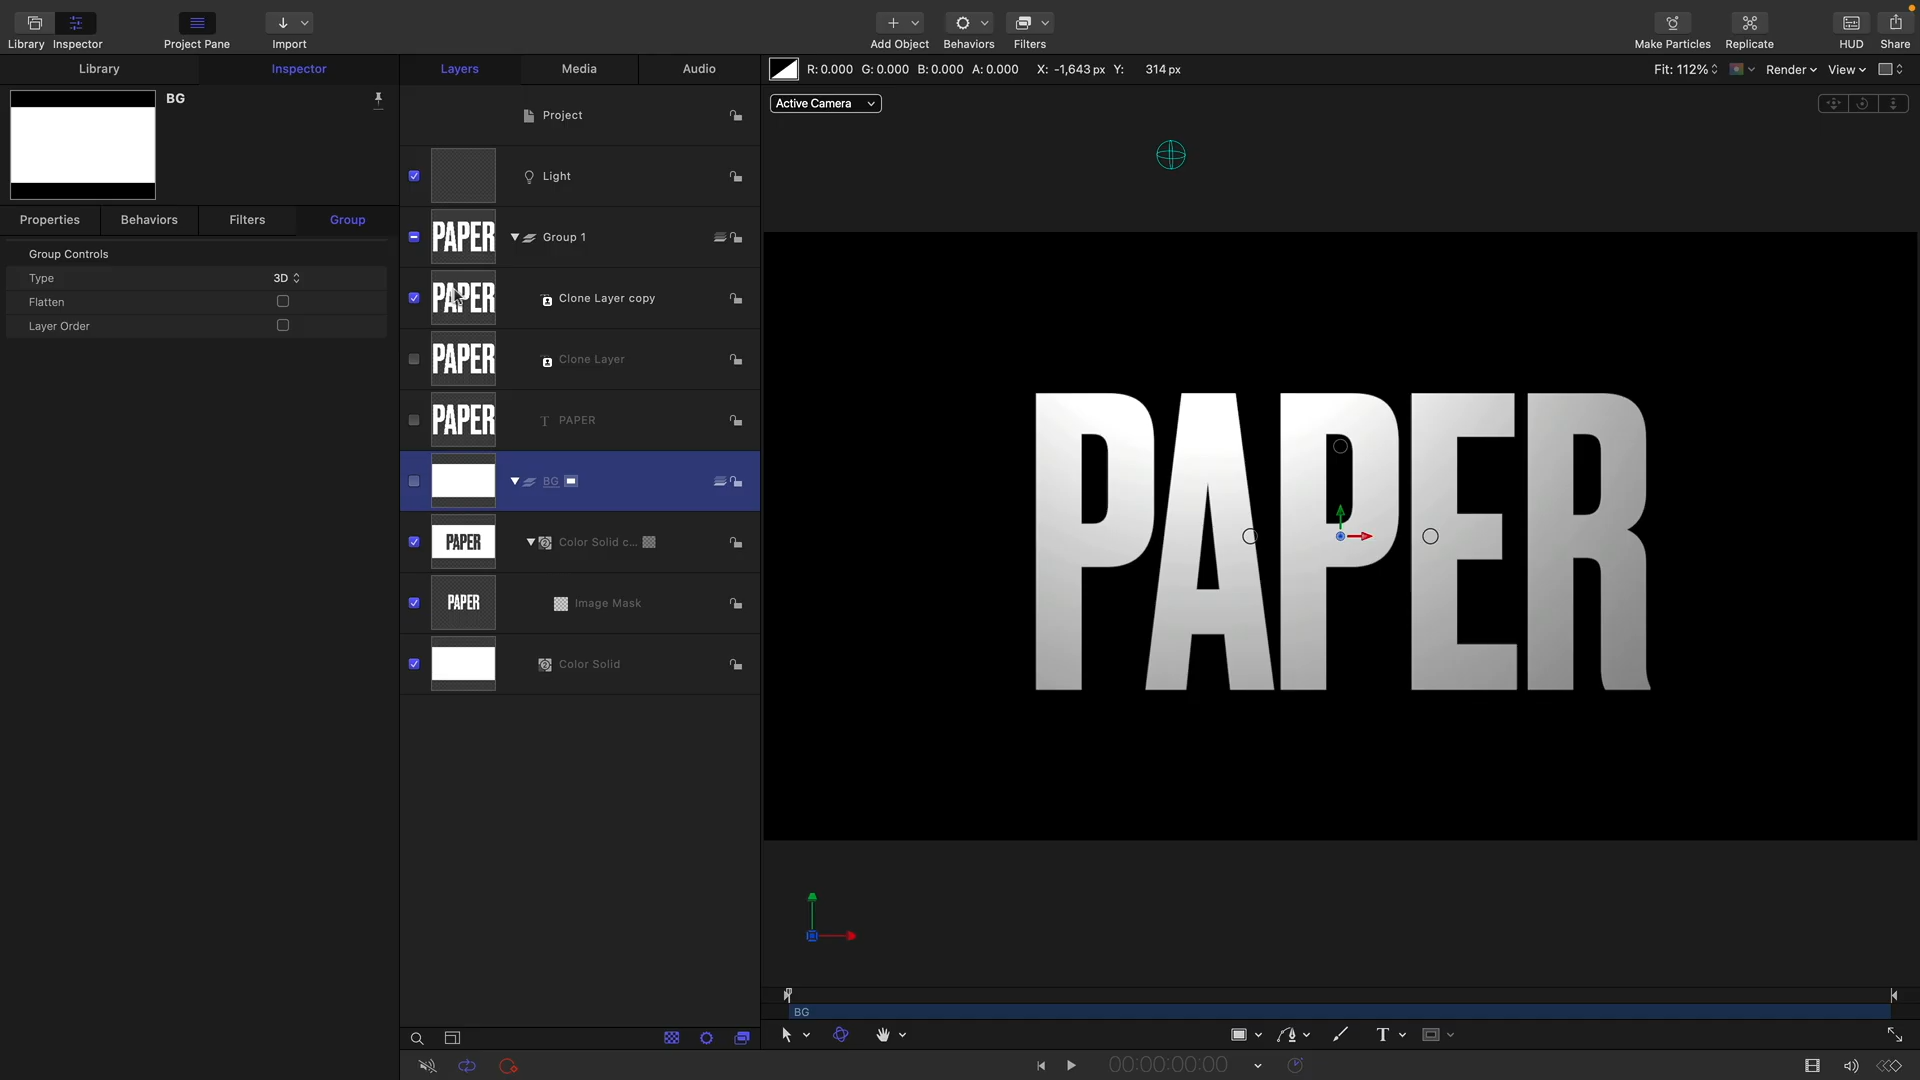 Library Inspector
Project Pane
Import
Add Object
Behaviors
Filters
Make Particles
Replicate
HUD
Share
Library
Inspector
Layers
Media
Audio
R: 0.000 G: 0.000 B: 0.000 A: 0.000 X: -1,643 px Y: 314 px
Fit: 112%
Render
View
BG
Active Camera
Project
Light
Properties
Behaviors
Filters
Group
PAPER
Group 1
Group Controls
Type
3D
Flatten
Layer Order
PAPER
Clone Layer copy
PAPER
Clone Layer
PAPER
T PAPER
BG
PAPER
Color Solid c...
PAPER
Image Mask
Color Solid
PAPER
BG
T
00:00:00:00